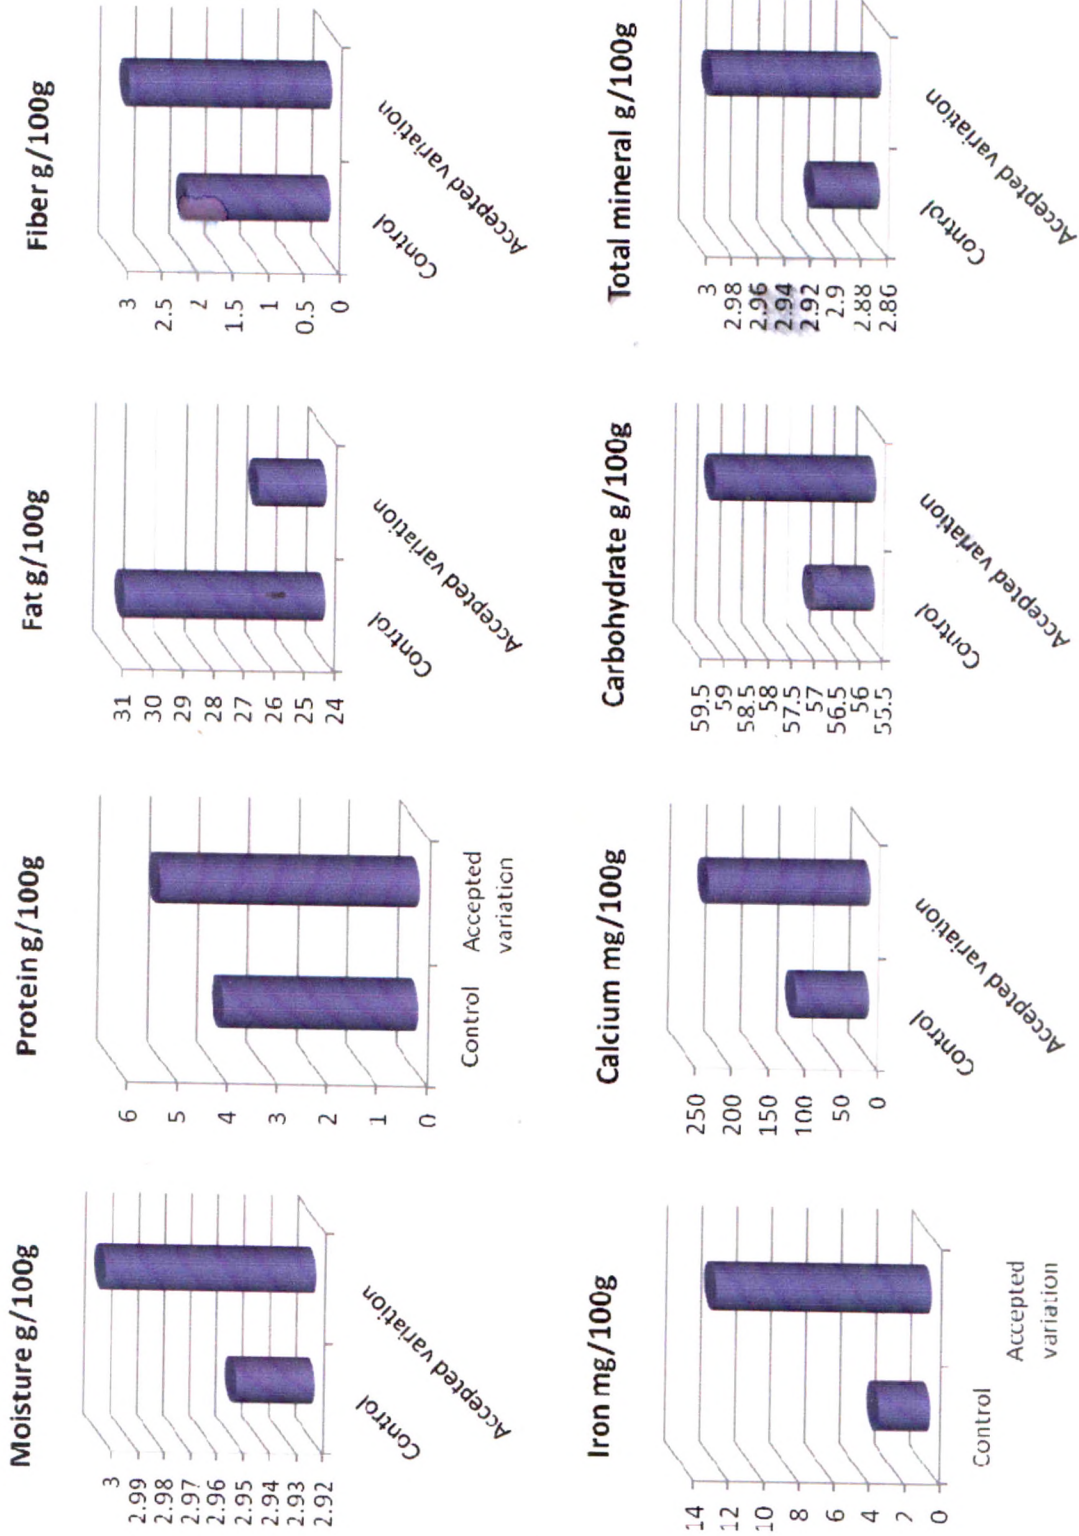 Moisture g/100g
3
2.99
2.98
2.97
2.96
2.95
2.94
2.93
2.92
Control
Accepted variation
Protein g/100g
6
5
4
3
2
1
0
Control
Accepted
variation
Fat g/100g
31
30
29
28
27
26
25
24
Control
Accepted variation
Fiber g/100g
3
2.5
2
1.5
1
0.5
0
Control
Accepted variation
Iron mg/100g
14
12
10
8
6
4
2
0
Control
Accepted
variation
Calcium mg/100g
250
200
150
100
50
0
Control
Accepted variation
Carbohydrate g/100g
59.5
59
58.5
58
57.5
57
56.5
56
55.5
Control
Accepted variation
Total mineral g/100g
3
2.98
2.96
2.94
2.92
2.9
2.88
2.86
Control
Accepted variation